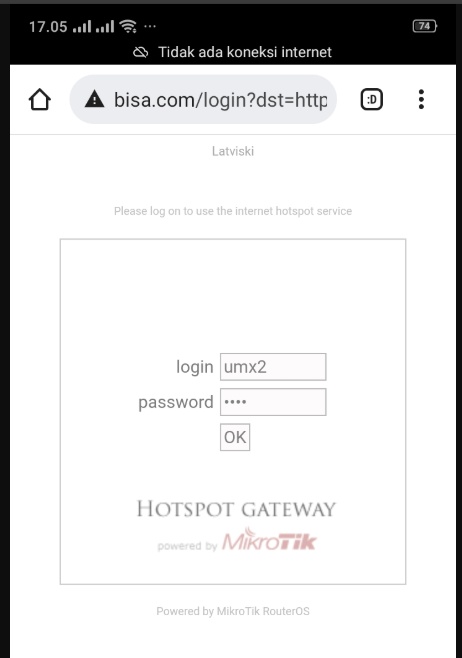 17.05 ... 74
Tidak ada koneksi internet
bisa.com/login?dst=http
:D
Latviski
Please log on to use the internet hotspot service
login umx2
password ••••
OK
HOTSPOT GATEWAY
powered by MikroTik
Powered by MikroTik RouterOS